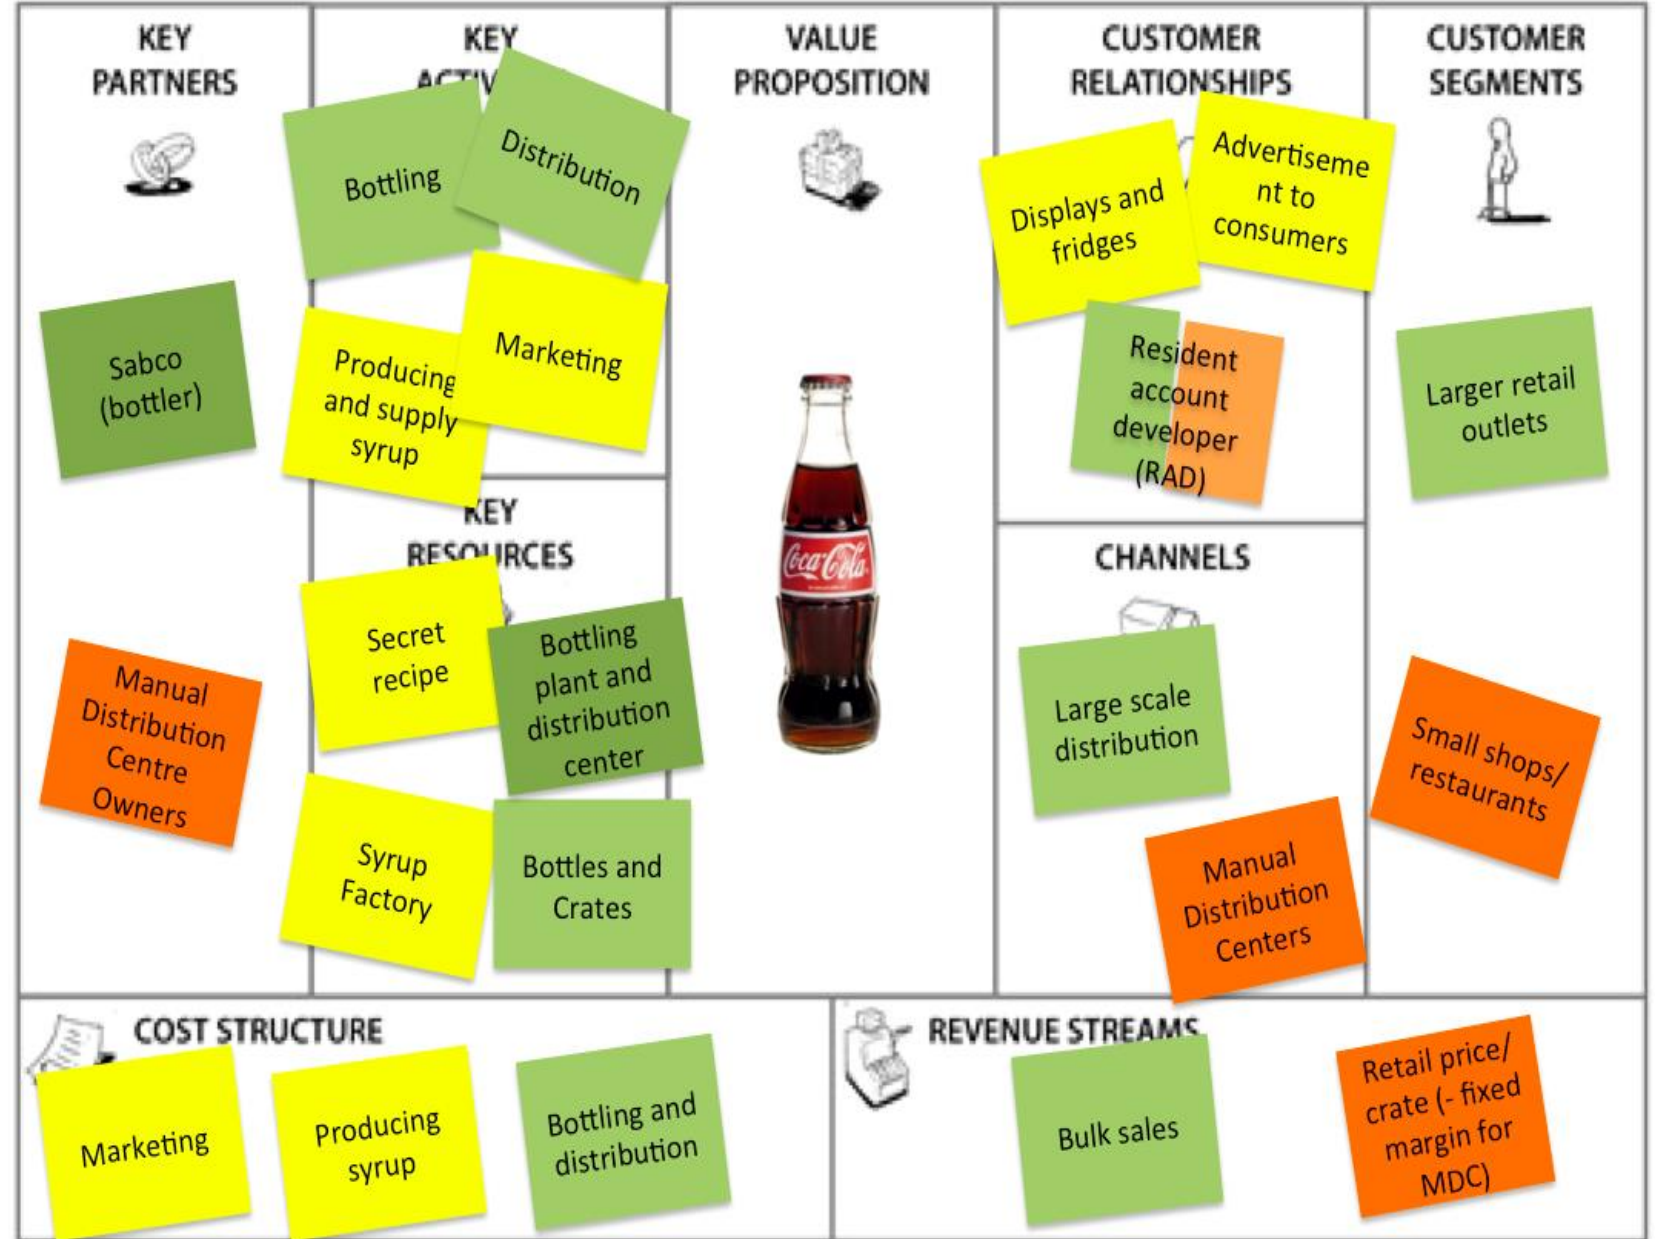 KEY
PARTNERS
Sabco
(bottler)
Manual
Distribution
Centre
Owners
KEY
Bottling
Distribution
Producing
and supply
syrup
Marketing
KEY
RESOURCES
Secret
recipe
Bottling
plant and
distribution
center
Syrup
Factory
Bottles and
Crates
VALUE
PROPOSITION
Coca-Cola
CUSTOMER
RELATIONSHIPS
Displays and
fridges
Advertiseme
nt to
consumers
Resident
account
developer
(RAD)
CHANNELS
Large scale
distribution
Manual
Distribution
Centers
CUSTOMER
SEGMENTS
Larger retail
outlets
Small shops/
restaurants
COST STRUCTURE
Marketing
Producing
syrup
Bottling and
distribution
REVENUE STREAMS
Bulk sales
Retail price/
crate (- fixed
margin for
MDC)